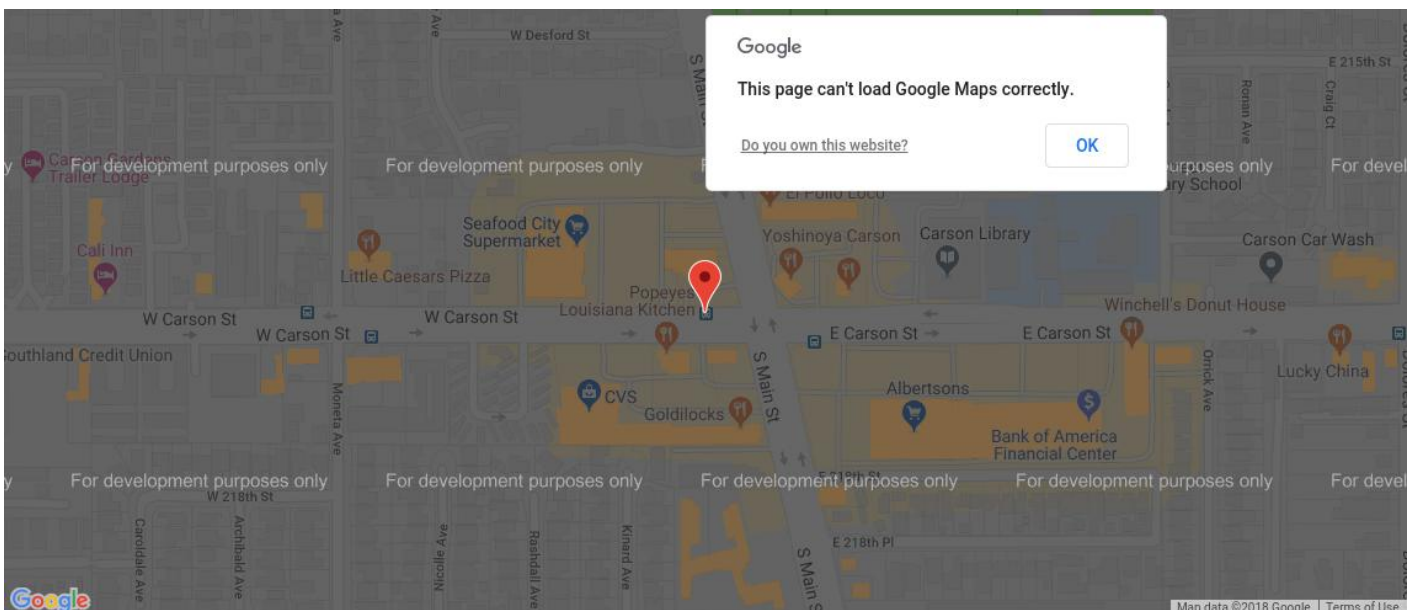 W Desford St
Google
This page can't load Google Maps correctly.
Do you own this website?
OK
E 215th St
Ronan Ave
Craig Ct
S Main
Carson Gardens
Trailer Lodge
For development purposes only
For development purposes only
purposes only
For devel
ary School
El Pollo Loco
Seafood City
Supermarket
Yoshinoya Carson
Carson Library
Carson Car Wash
Cali Inn
Little Caesars Pizza
Popeyes
Louisiana Kitchen
Winchell's Donut House
W Carson St
W Carson St
W Carson St
E Carson St
E Carson St
Southland Credit Union
Lucky China
Orrick Ave
Moneta Ave
S Main St
CVS
Goldilocks
Albertsons
Bank of America
Financial Center
E 218th St
For development purposes only
For development purposes only
For development purposes only
For development purposes only
For devel
W 218th St
E 218th Pl
Caroldale Ave
Archibald Ave
Nicolle Ave
Rashdall Ave
Kinard Ave
S Main S
Google
Map data ©2018 Google
Terms of Use